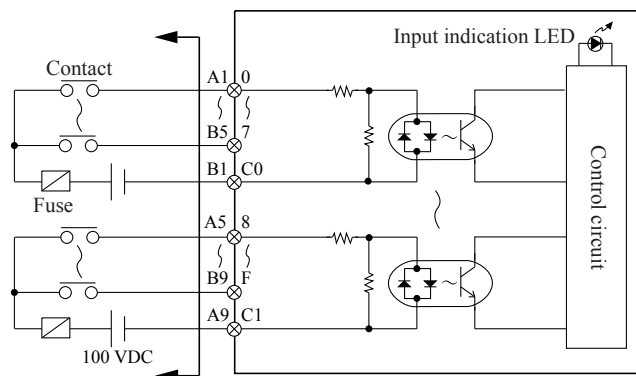 Input indication LED
Contact
A1 0
B5 7
B1 C0
Fuse
A5 8
B9 F
A9 C1
100 VDC
Control circuit